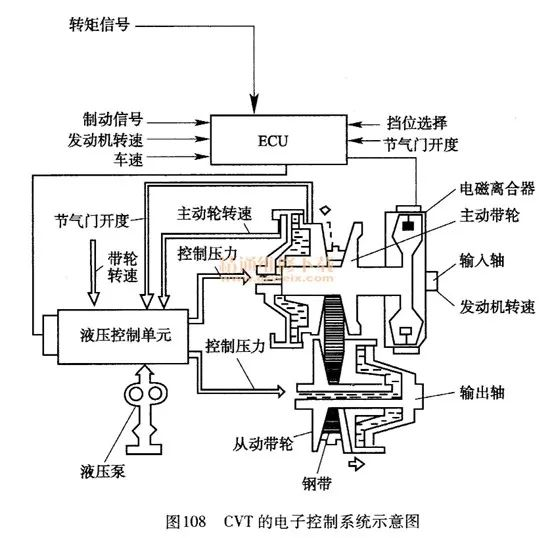 转矩信号
制动信号
发动机转速
车速
ECU
挡位选择
节气门开度
电磁离合器
主动带轮
输入轴
发动机转速
节气门开度
主动轮转速
控制压力
带轮
转速
液压控制单元
控制压力
输出轴
从动带轮
钢带
液压泵
图108 CVT 的电子控制系统示意图